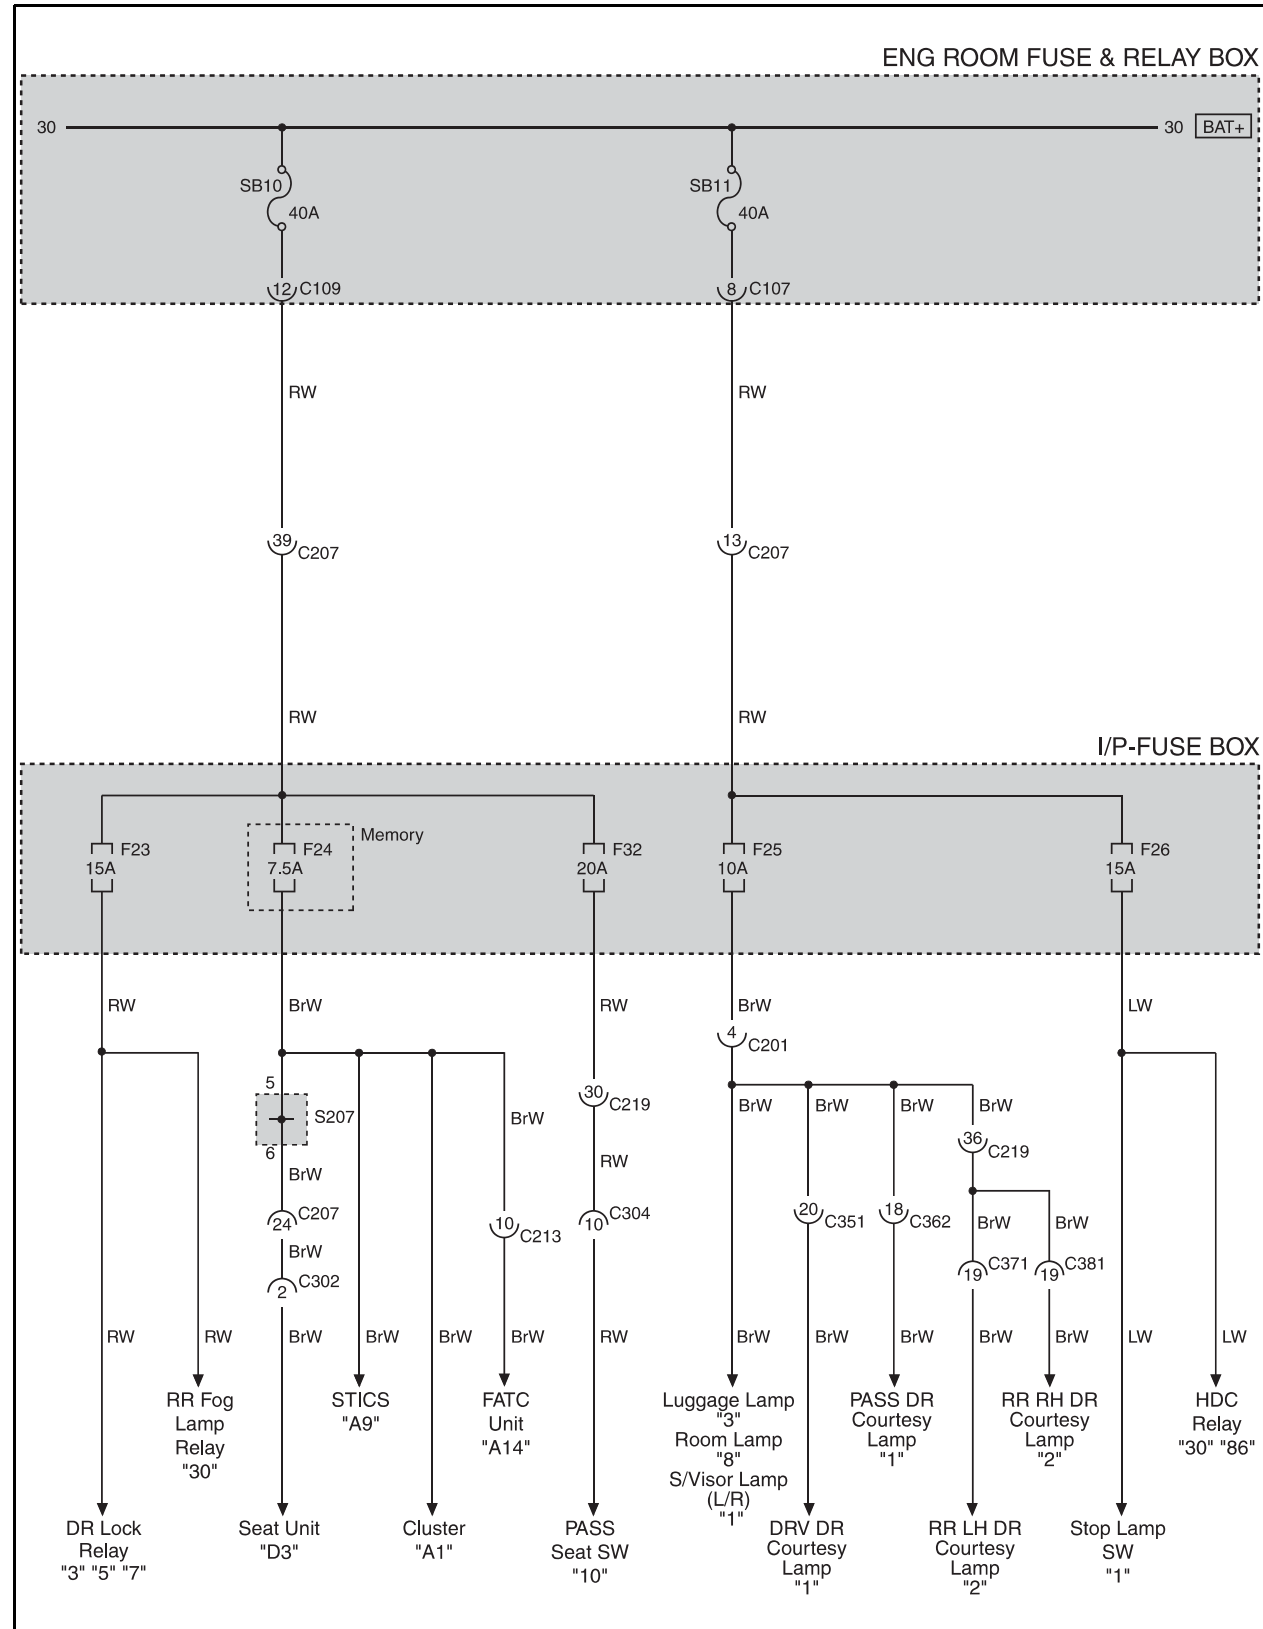 ENG ROOM FUSE & RELAY BOX
30
30
BAT+
SB10
40A
SB11
40A
12
C109
8
C107
RW
RW
39
C207
13
C207
RW
RW
I/P-FUSE BOX
Memory
F23
15A
F24
7.5A
F32
20A
F25
10A
F26
15A
RW
BrW
RW
BrW
LW
4
C201
5
S207
6
30
C219
BrW
BrW
BrW
BrW
BrW
36
C219
BrW
RW
24
C207
10
C213
10
C304
20
C351
18
C362
BrW
BrW
BrW
2
C302
19
C371
19
C381
RW
RW
BrW
BrW
BrW
BrW
RW
BrW
BrW
BrW
BrW
BrW
LW
LW
RR Fog
Lamp
Relay
"30"
STICS
"A9"
FATC
Unit
"A14"
Luggage Lamp
"3"
Room Lamp
"8"
S/Visor Lamp
(L/R)
"1"
PASS DR
Courtesy
Lamp
"1"
RR RH DR
Courtesy
Lamp
"2"
HDC
Relay
"30" "86"
DR Lock
Relay
"3" "5" "7"
Seat Unit
"D3"
Cluster
"A1"
PASS
Seat SW
"10"
DRV DR
Courtesy
Lamp
"1"
RR LH DR
Courtesy
Lamp
"2"
Stop Lamp
SW
"1"